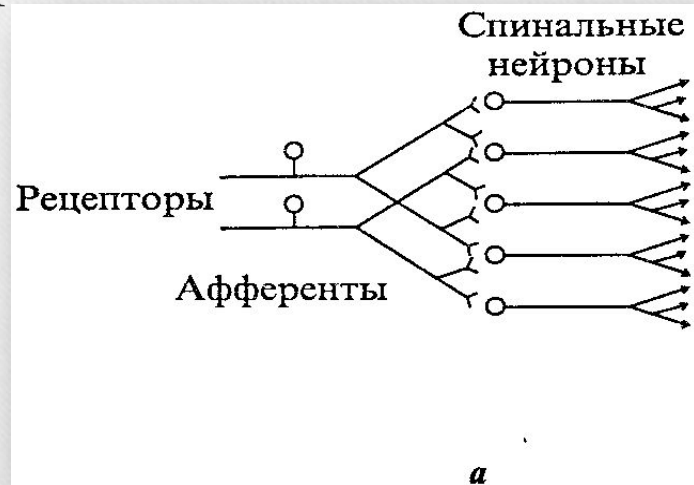 Спинальные
нейроны
Рецепторы
Афференты
а